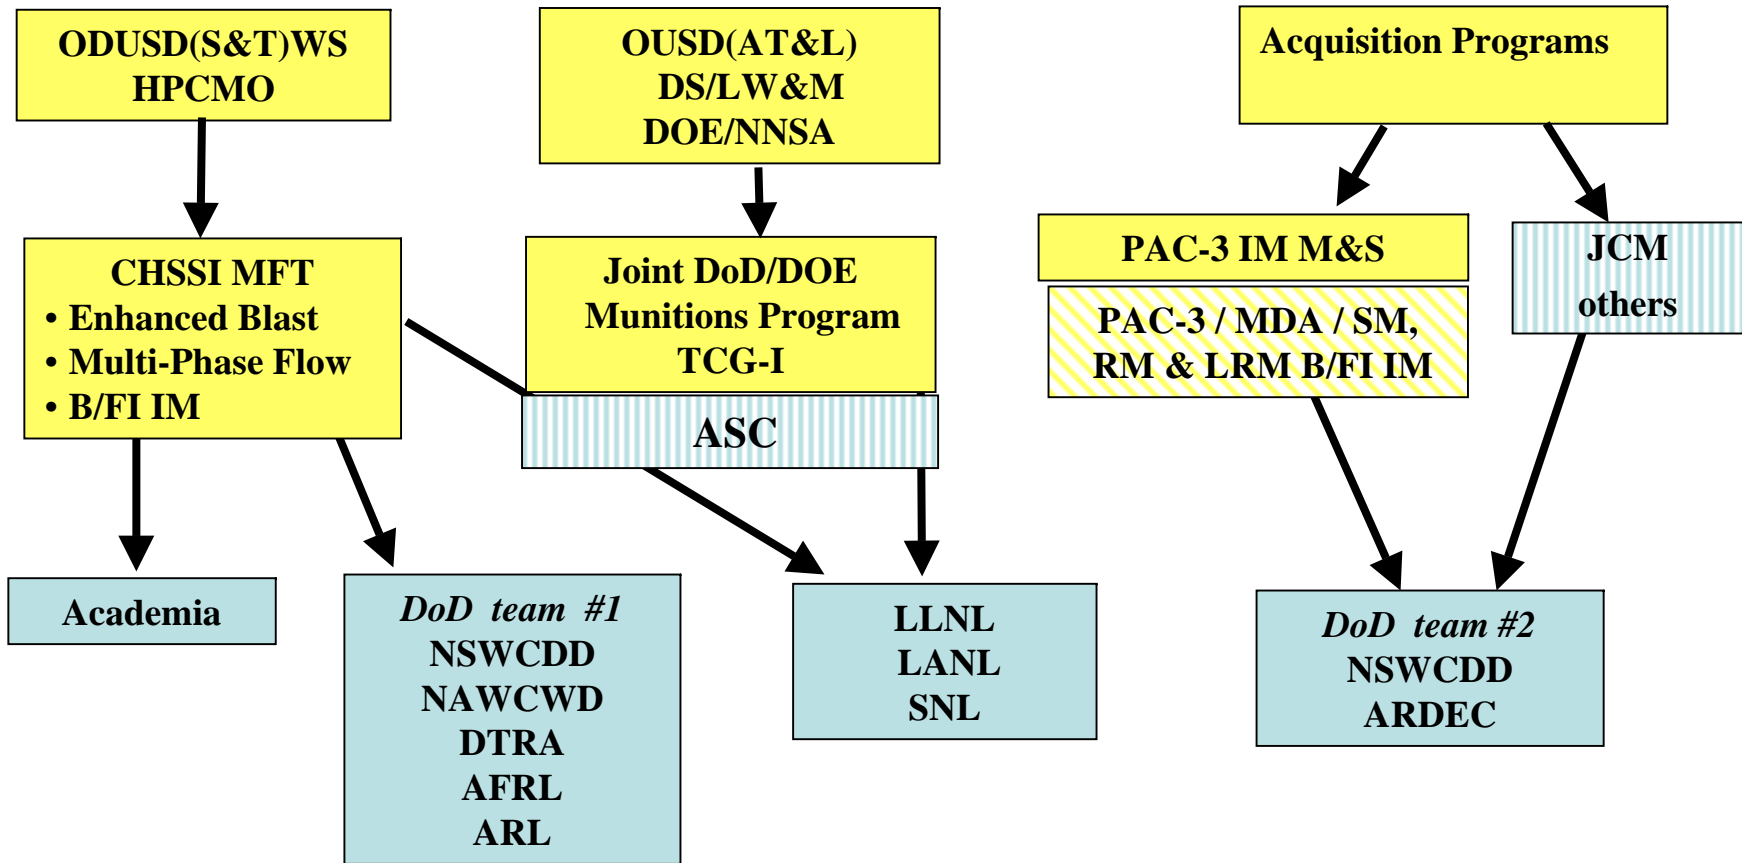 ODUSD(S&T)WS
HPCMO
OUSD(AT&L)
DS/LW&M
DOE/NNSA
Acquisition Programs
CHSSI MFT
• Enhanced Blast
• Multi-Phase Flow
• B/FI IM
Joint DoD/DOE
Munitions Program
TCG-I
ASC
PAC-3 IM M&S
PAC-3 / MDA / SM,
RM & LRM B/FI IM
JCM
others
Academia
DoD team #1
NSWCDD
NAWCWD
DTRA
AFRL
ARL
LLNL
LANL
SNL
DoD team #2
NSWCDD
ARDEC